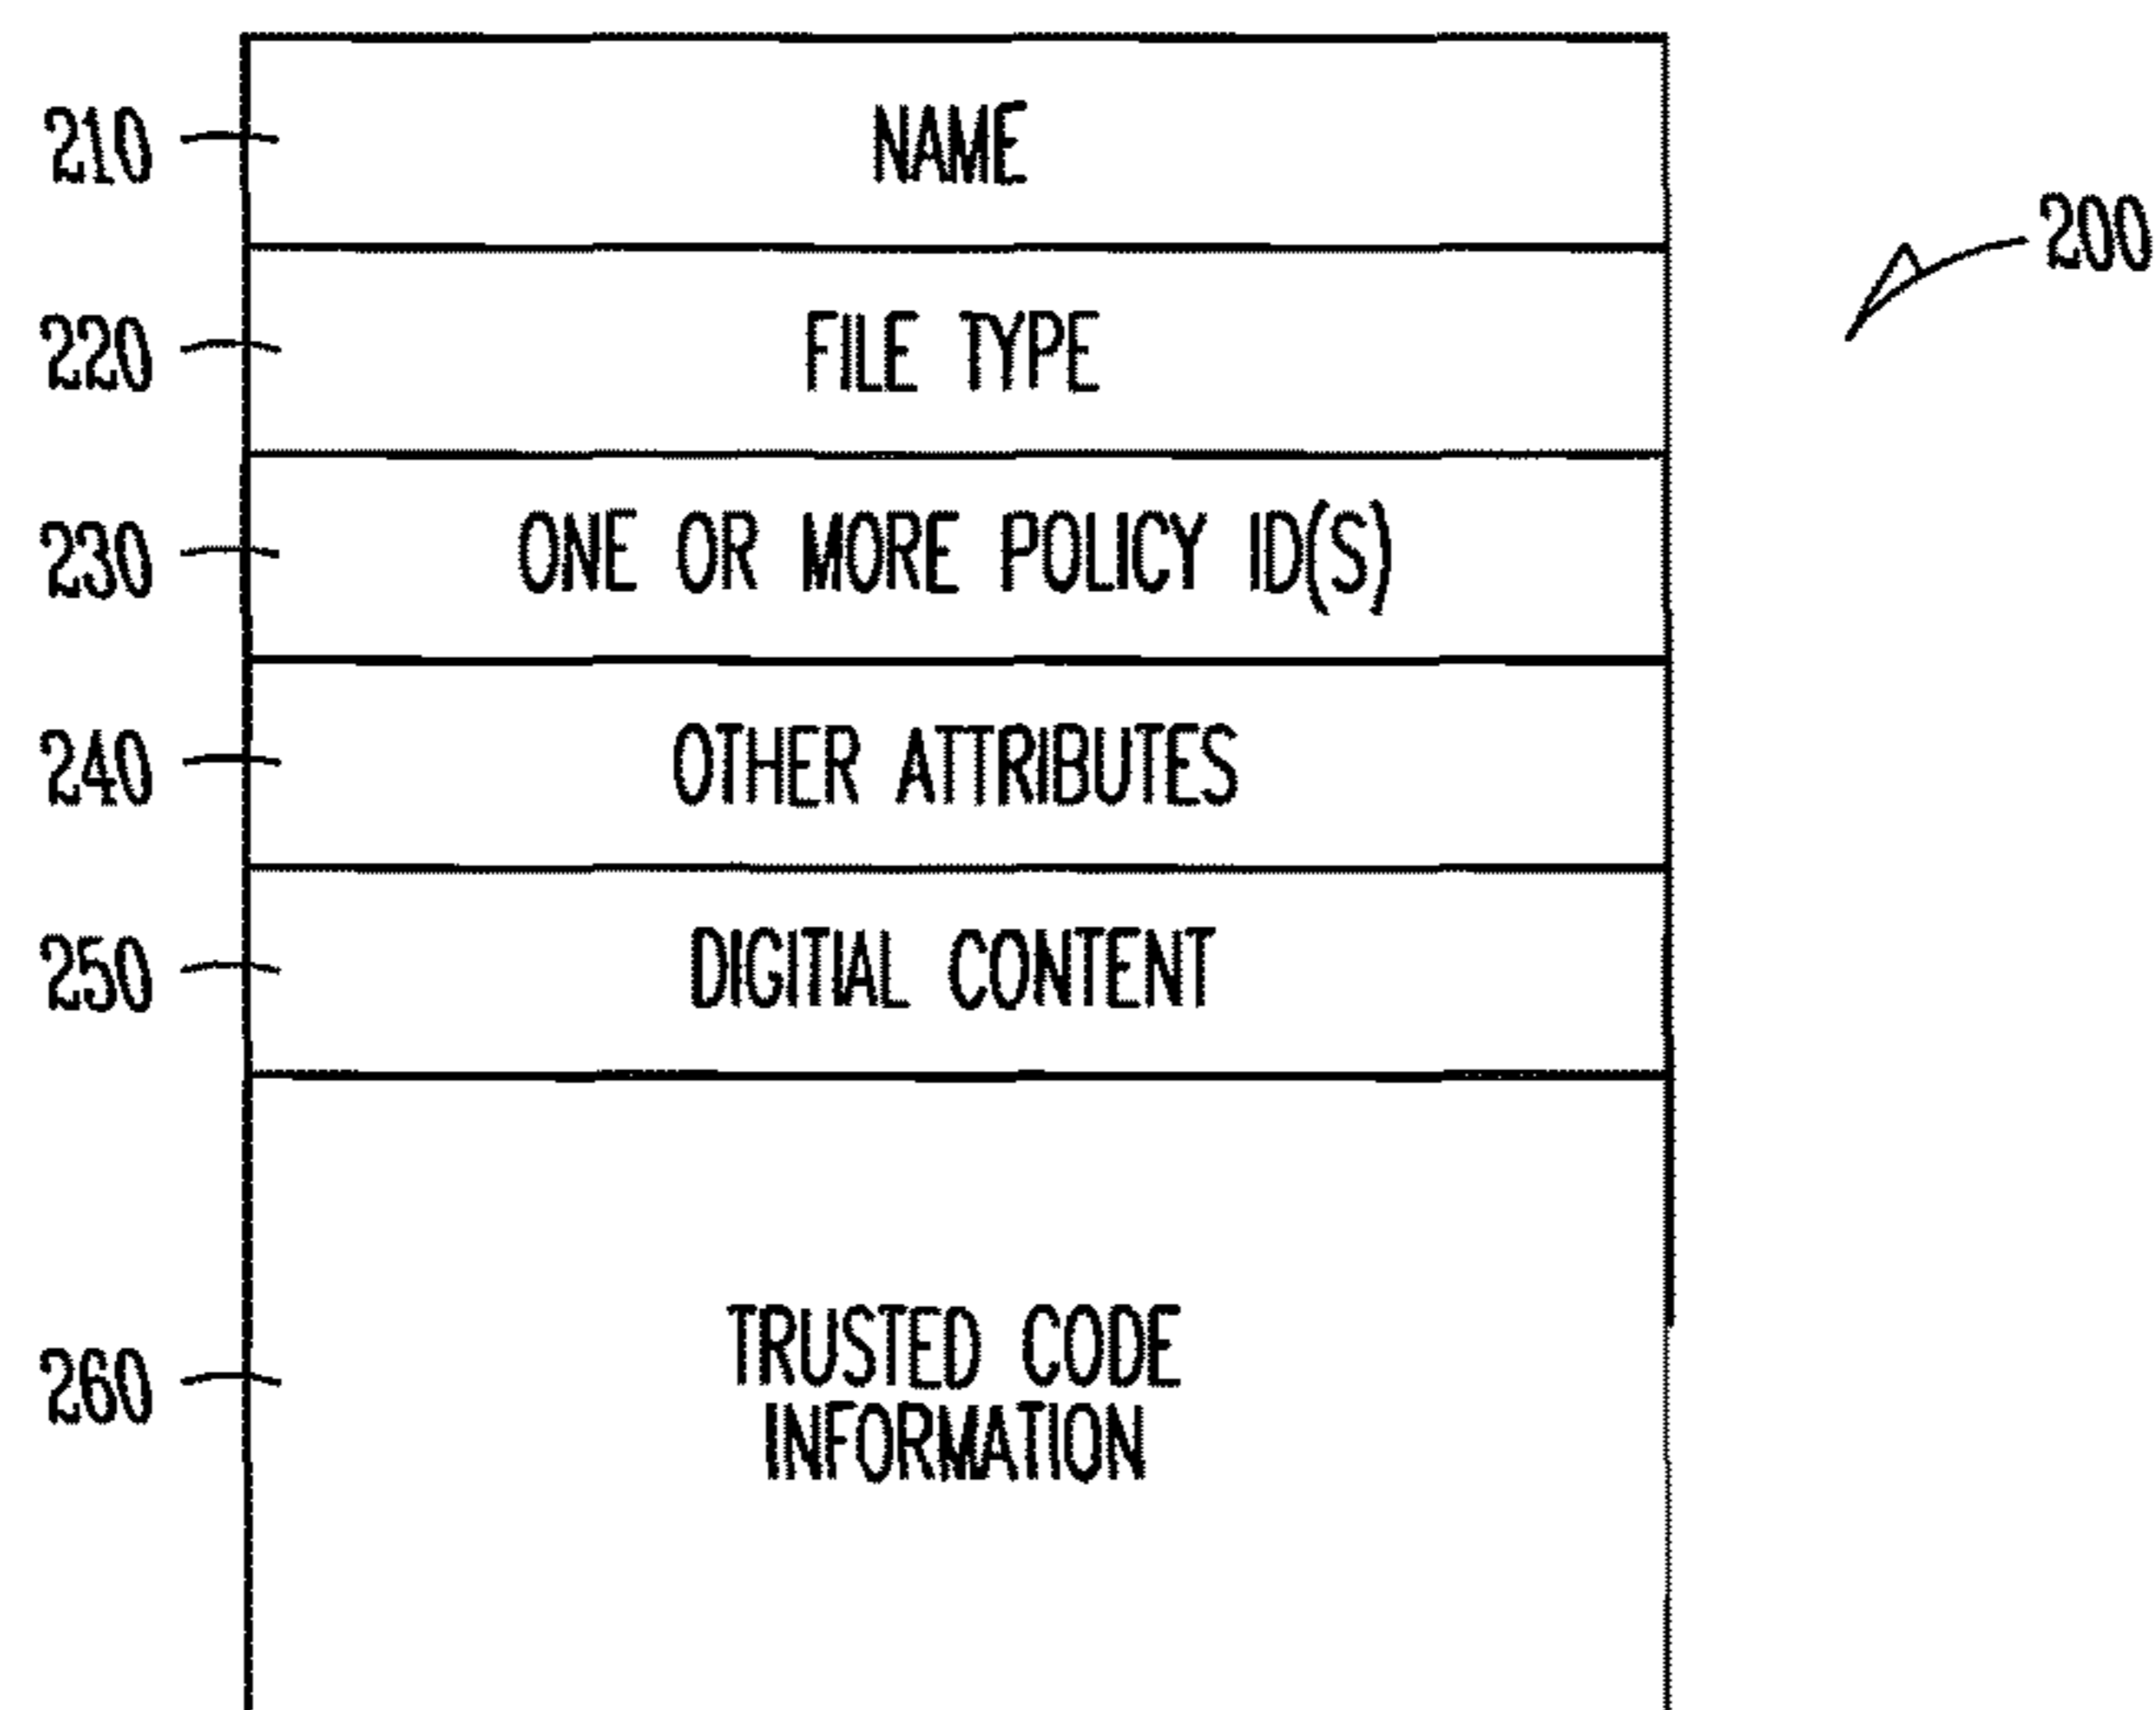 210 NAME
200
220 FILE TYPE
230 ONE OR MORE POLICY ID(S)
240 OTHER ATTRIBUTES
250 DIGITIAL CONTENT
260 TRUSTED CODE
INFORMATION